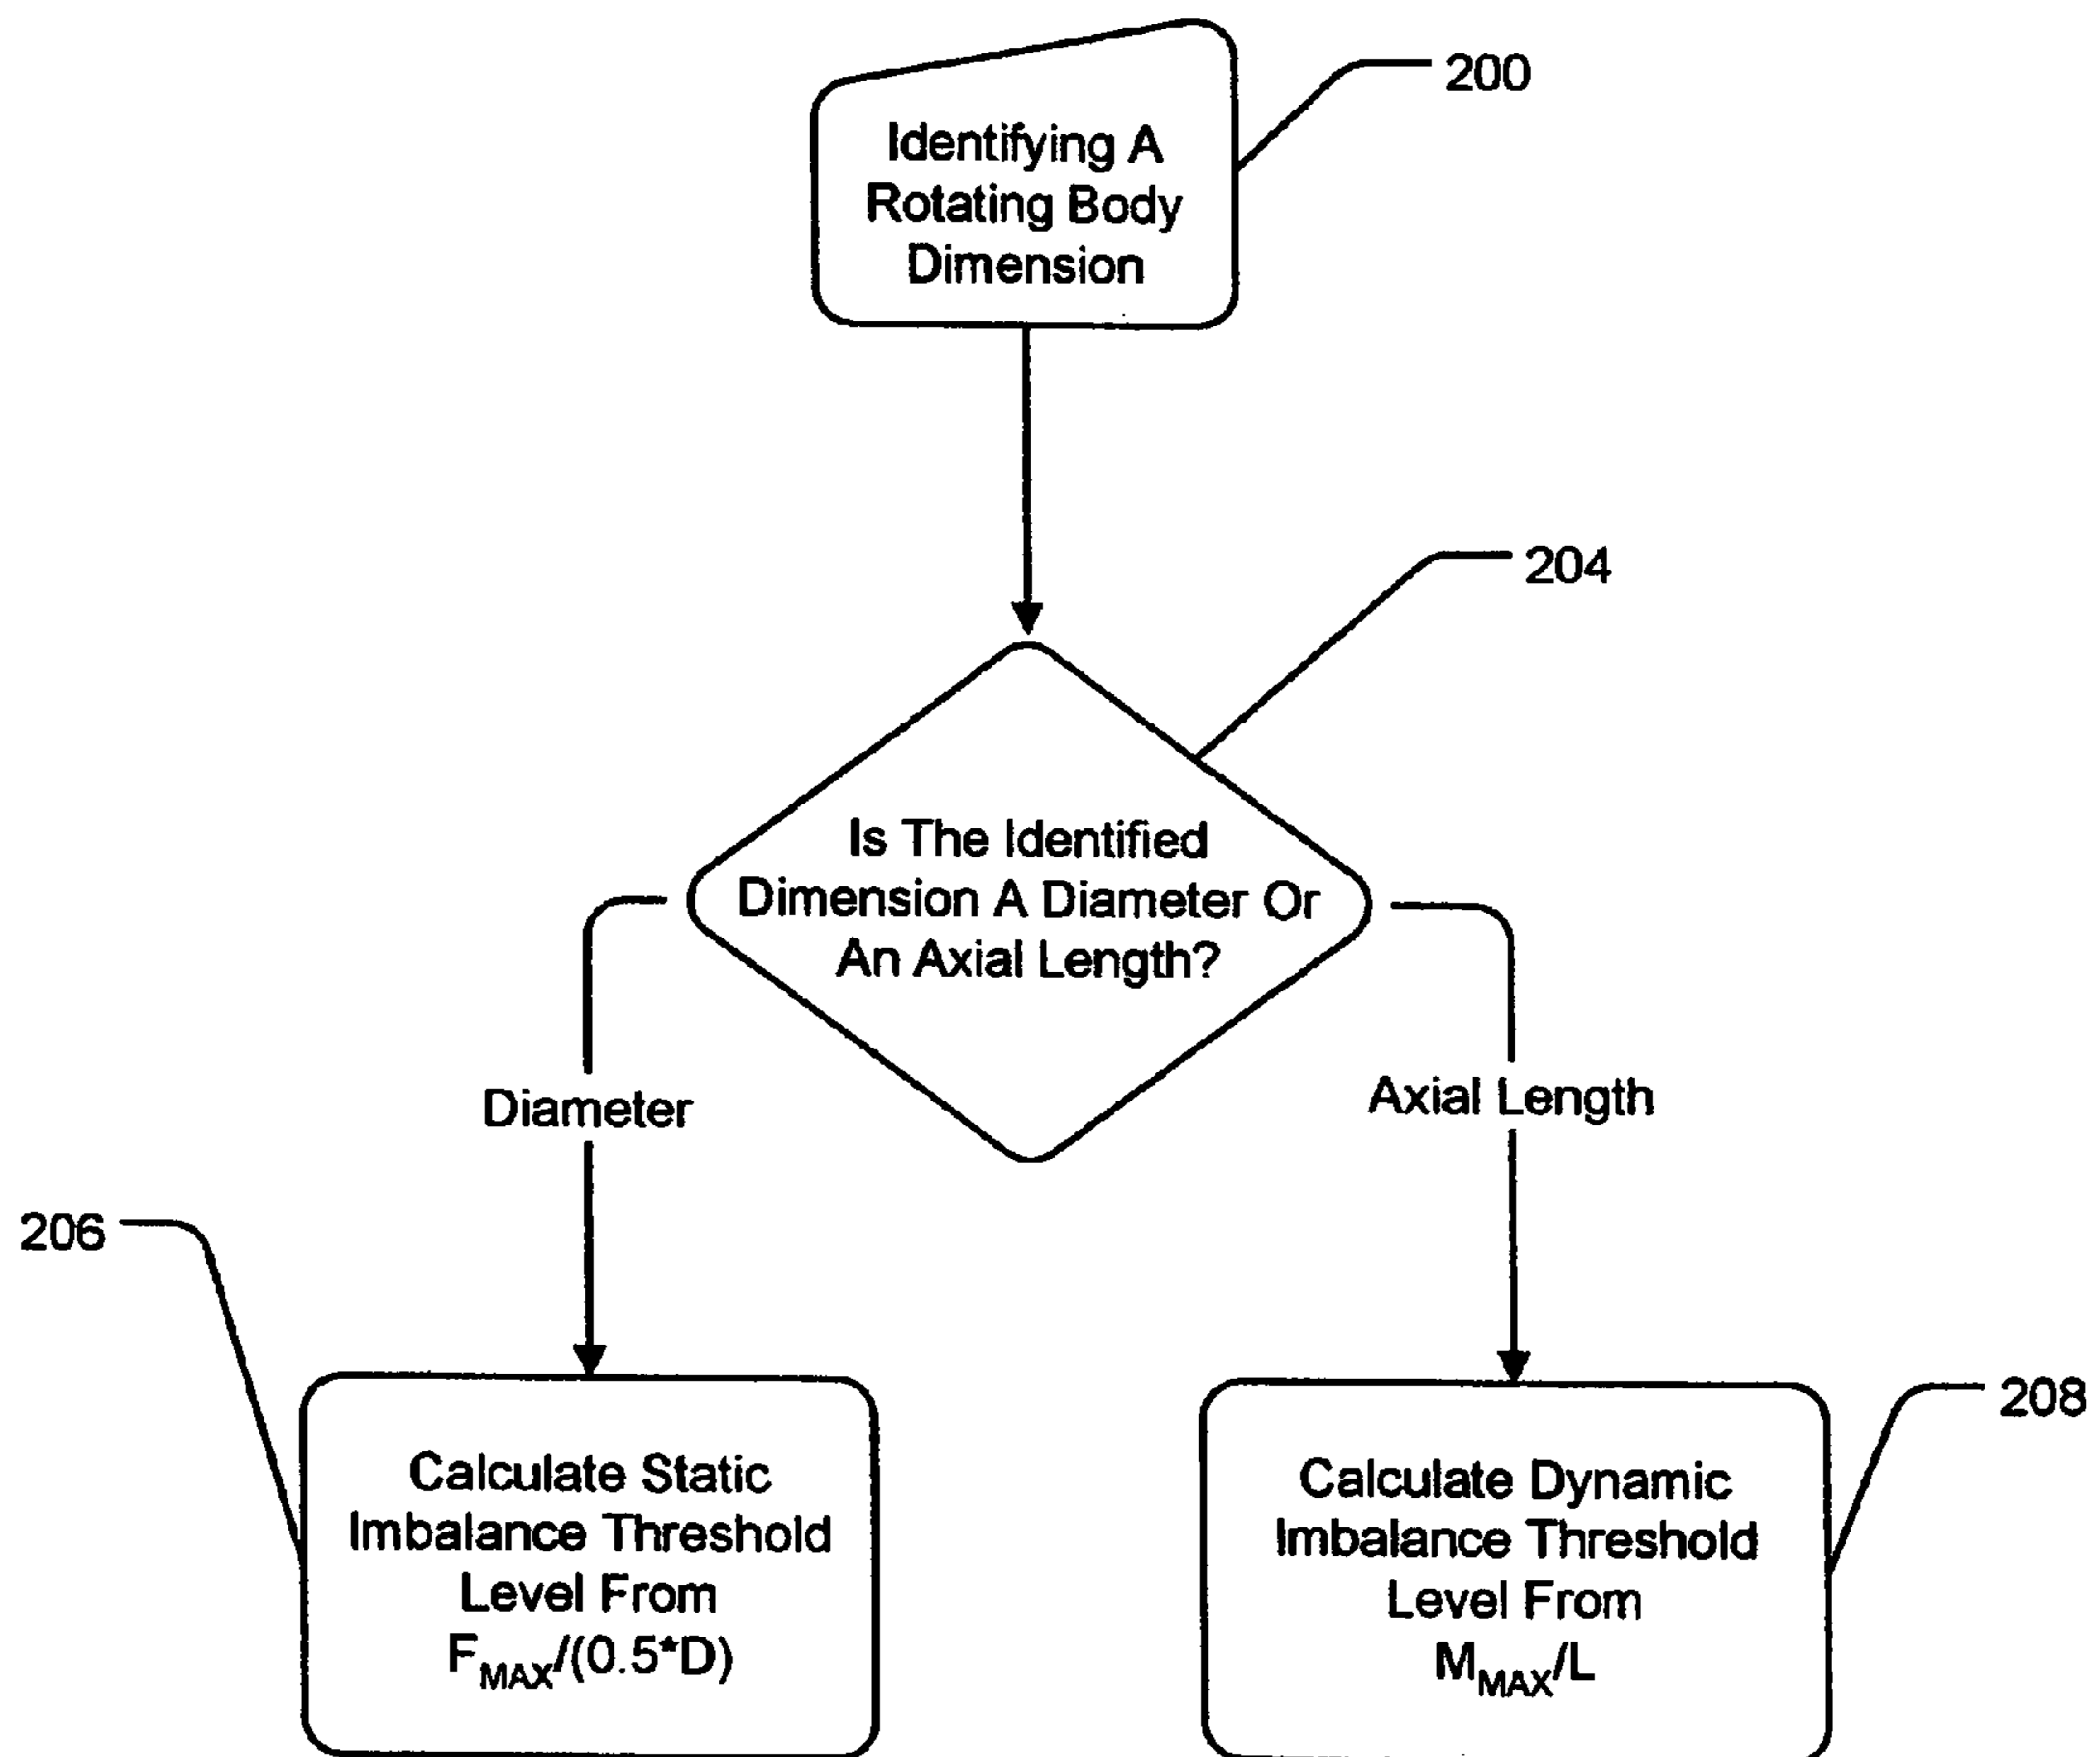 200
Identifying A
Rotating Body
Dimension
204
Is The Identified
Dimension A Diameter Or
An Axial Length?
Diameter
Axial Length
206
208
Calculate Static
Imbalance Threshold
Level From
FMAX/(0.5*D)
Calculate Dynamic
Imbalance Threshold
Level From
MMAX/L